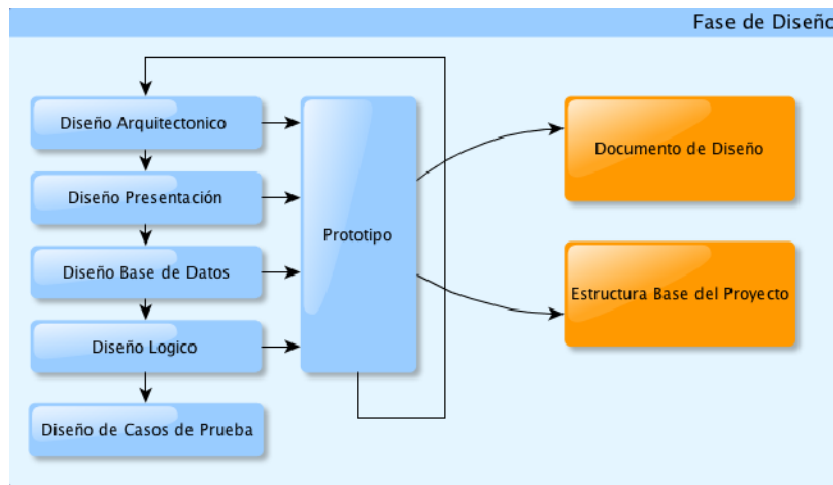 Fase de Diseño
Diseño Arquitectonico
Diseño Presentación
Diseño Base de Datos
Diseño Logico
Diseño de Casos de Prueba
Prototipo
Documento de Diseño
Estructura Base del Proyecto